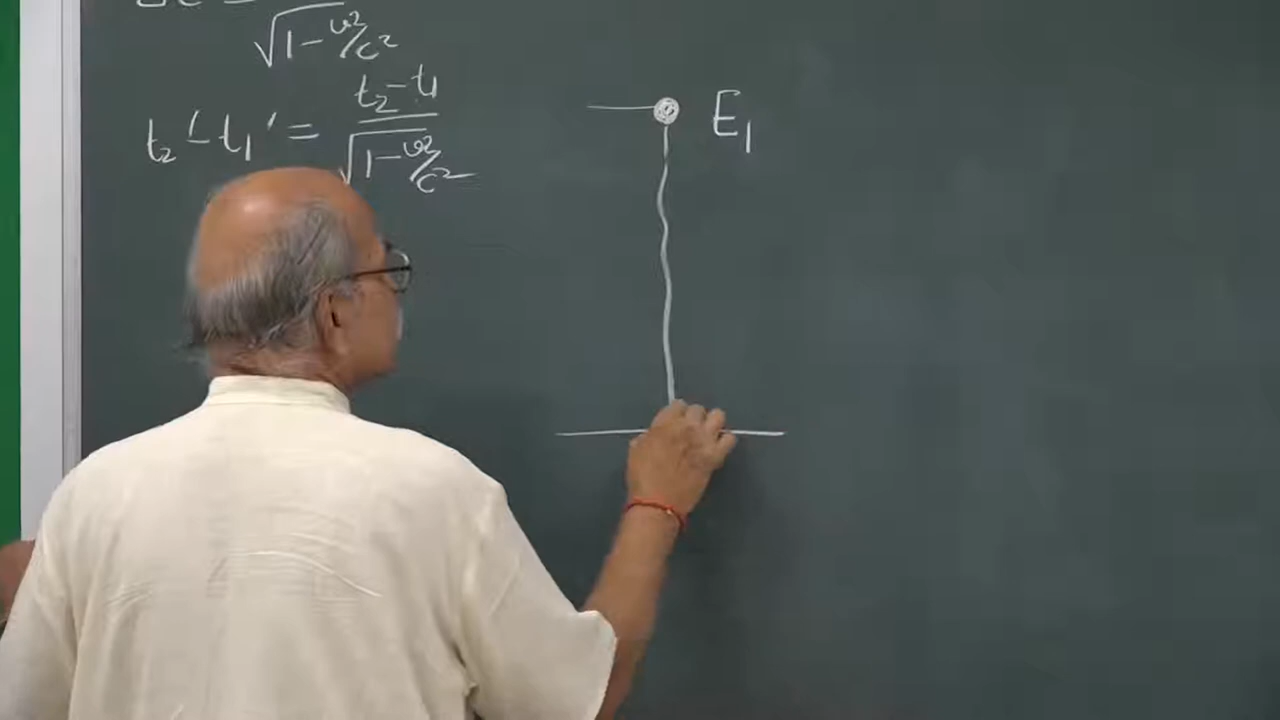 √1-v²/c²
t₂'-t₁' = t₂-t₁ / √1-v²/c²
E₁